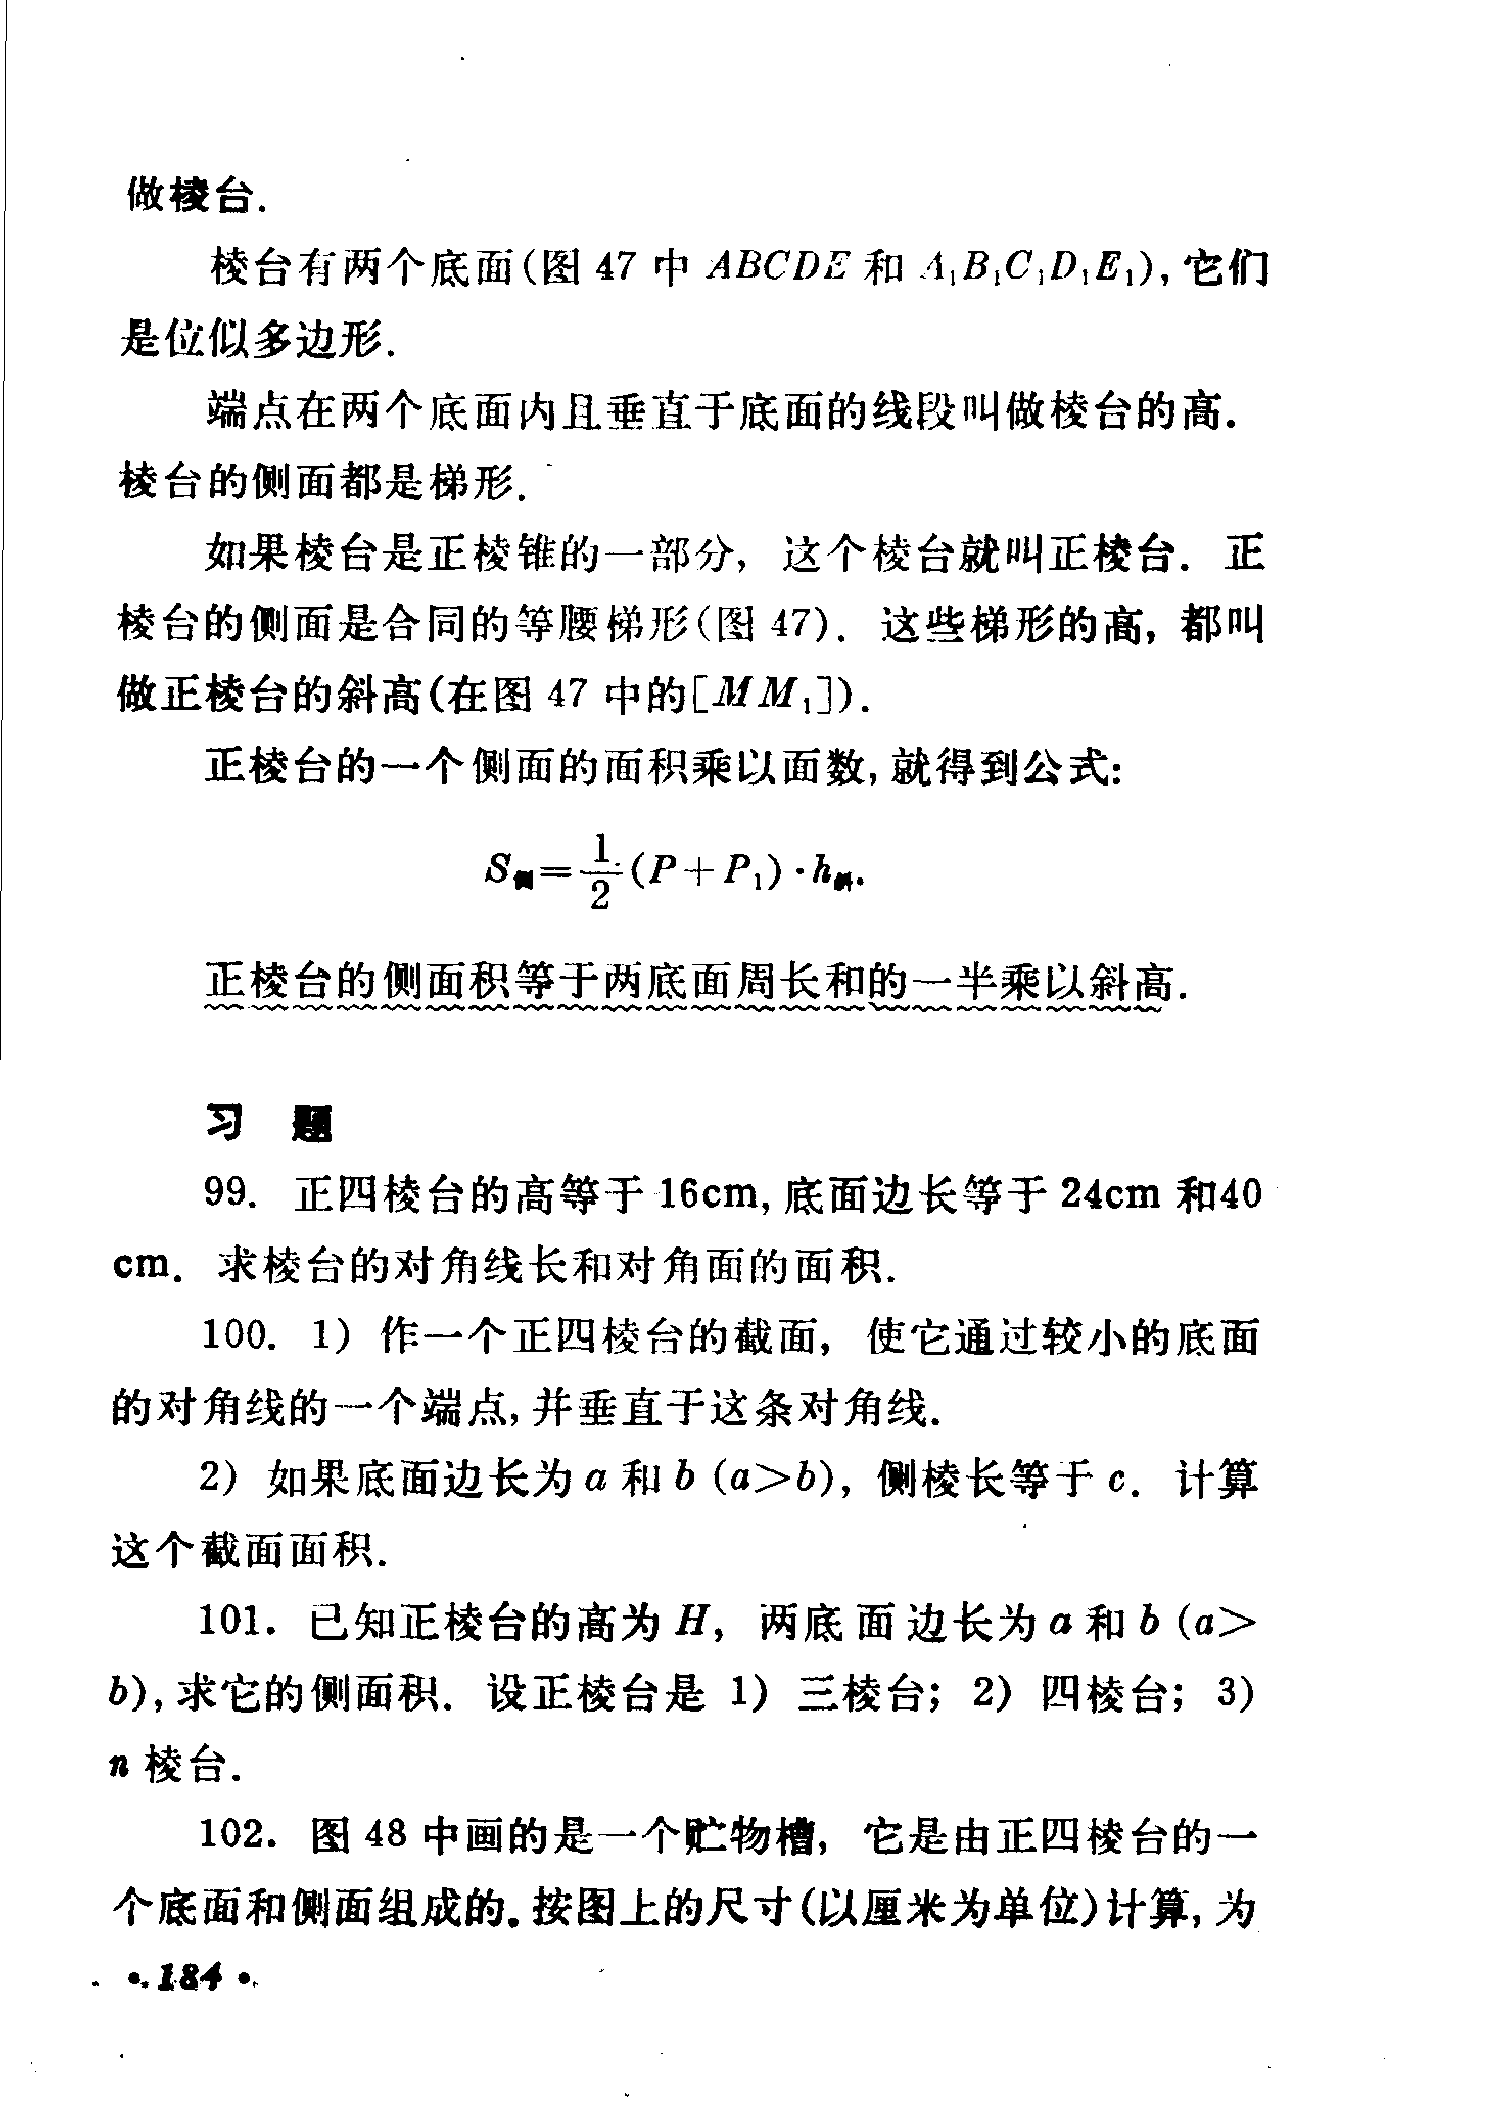 做棱台.
棱台有两个底面(图 47 中 ABCDE 和 A₁B₁C₁D₁E₁), 它们
是位似多边形.
端点在两个底面内且垂直于底面的线段叫做棱台的高.
棱台的侧面都是梯形.
如果棱台是正棱锥的一部分, 这个棱台就叫正棱台. 正
棱台的侧面是合同的等腰梯形(图 47). 这些梯形的高, 都叫
做正棱台的斜高(在图 47 中的[MM₁]).
正棱台的一个侧面的面积乘以面数, 就得到公式:
S侧=1/2(P+P₁)·h斜.
正棱台的侧面积等于两底面周长和的一半乘以斜高.
习 题
99. 正四棱台的高等于 16cm, 底面边长等于 24cm 和40
cm. 求棱台的对角线长和对角面的面积.
100. 1) 作一个正四棱台的截面, 使它通过较小的底面
的对角线的一个端点, 并垂直于这条对角线.
2) 如果底面边长为 a 和 b (a>b), 侧棱长等于 c. 计算
这个截面面积.
101. 已知正棱台的高为 H, 两底面边长为 a 和 b (a>
b), 求它的侧面积. 设正棱台是 1) 三棱台; 2) 四棱台; 3)
n 棱台.
102. 图 48 中画的是一个贮物槽, 它是由正四棱台的一
个底面和侧面组成的. 按图上的尺寸(以厘米为单位)计算, 为
·184·